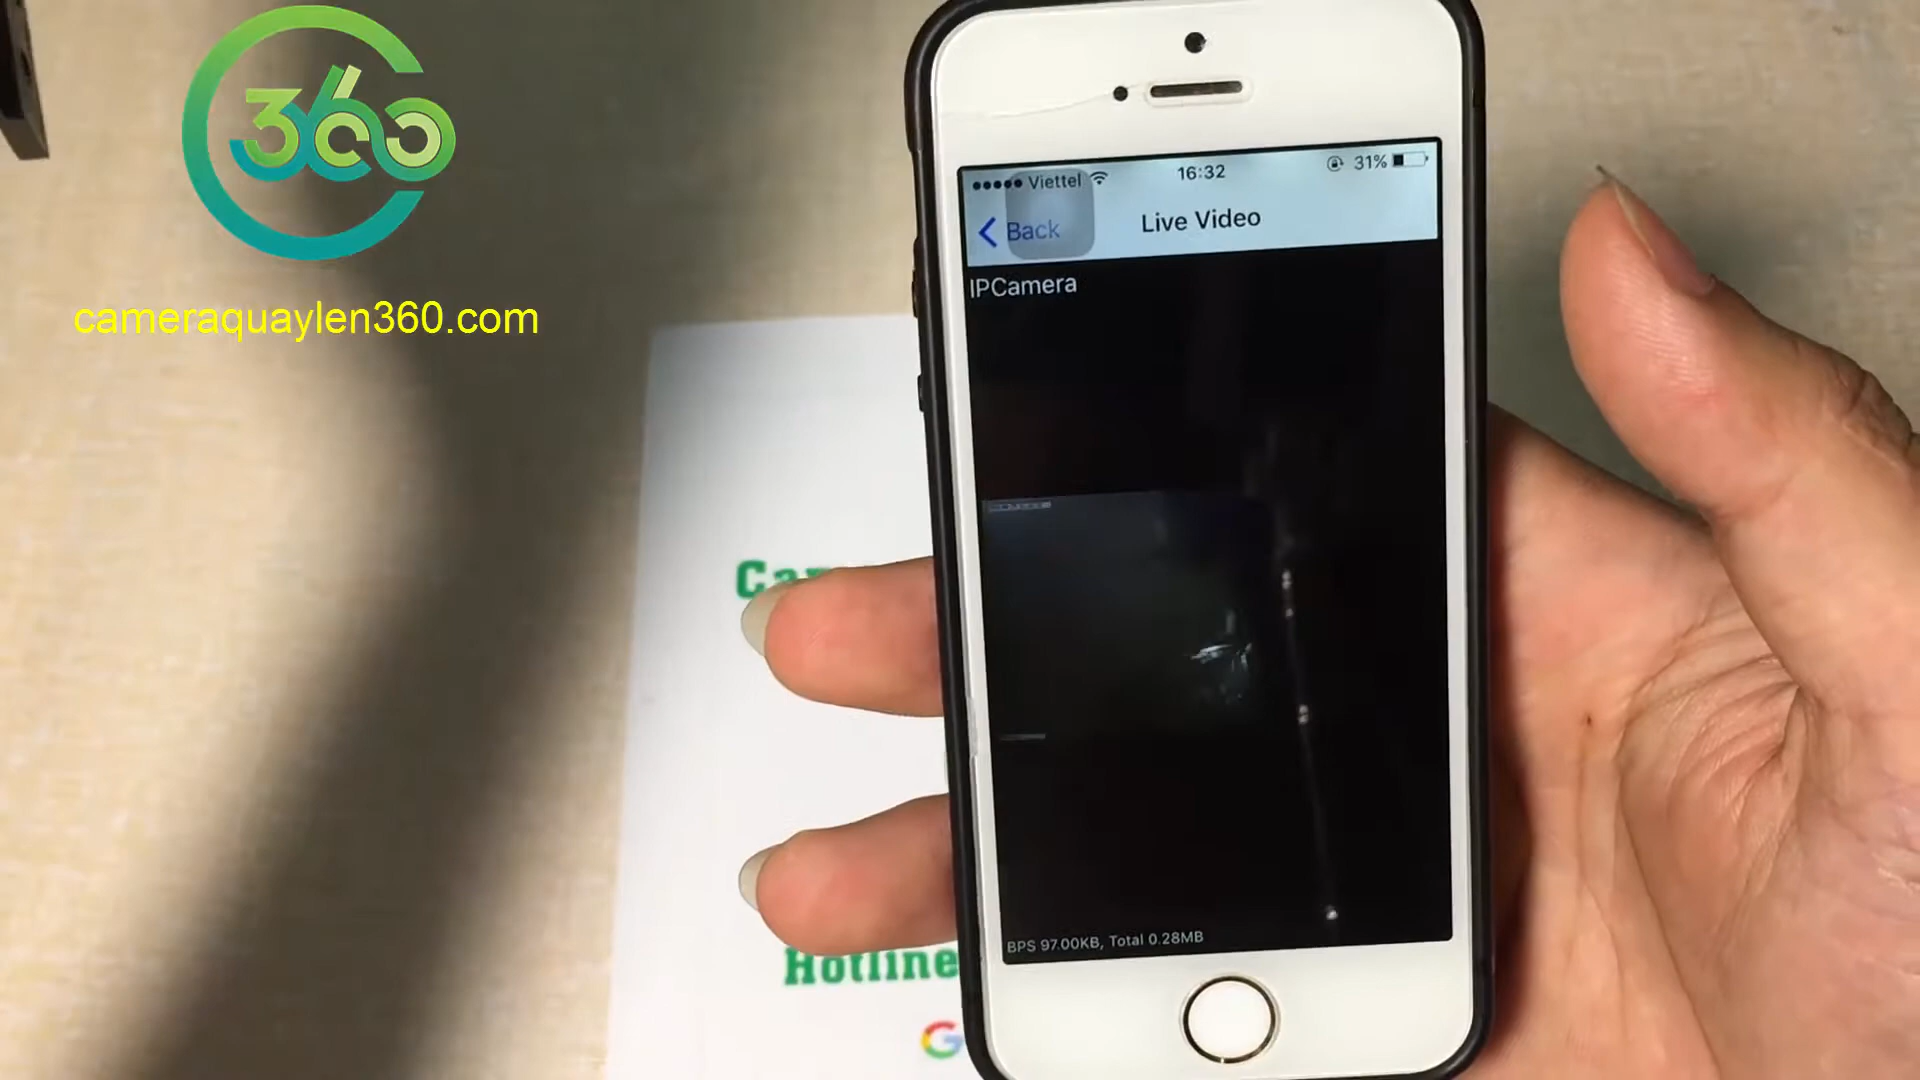 360
cameraquaylen360.com
Viettel
16:32
31%
Back
Live Video
IPCamera
BPS 97.00KB, Total 0.28MB
Hotline
G